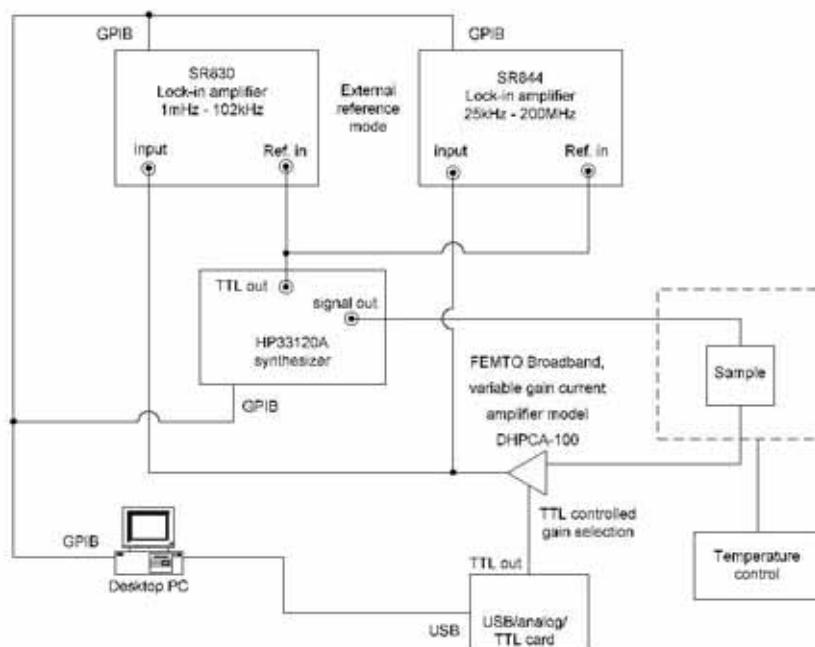 GPIB
GPIB
SR830
Lock-in amplifier
1mHz - 102kHz
input
Ref. in
External
reference
mode
SR844
Lock-in amplifier
25kHz - 200MHz
input
Ref. in
TTL out
signal out
HP33120A
synthesizer
GPIB
FEMTO Broadband,
variable gain current
amplifier model
DHPCA-100
Sample
TTL controlled
gain selection
Temperature
control
GPIB
Desktop PC
TTL out
USB
USB/analog/
TTL card